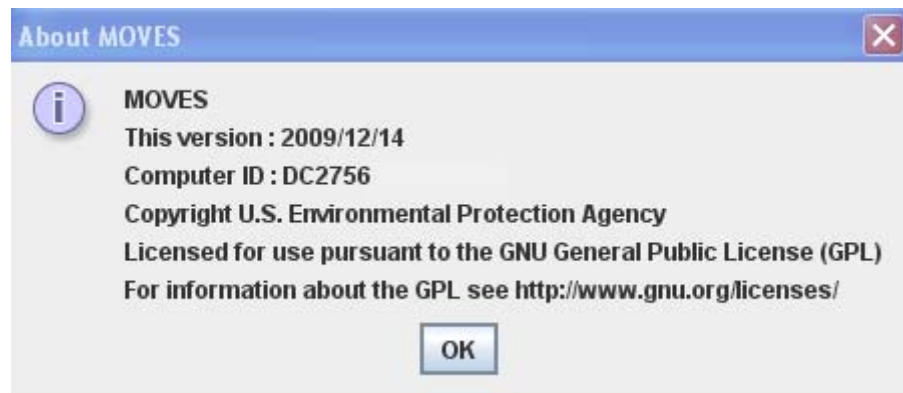 About MOVES
MOVES
This version : 2009/12/14
Computer ID : DC2756
Copyright U.S. Environmental Protection Agency
Licensed for use pursuant to the GNU General Public License (GPL)
For information about the GPL see http://www.gnu.org/licenses/
OK